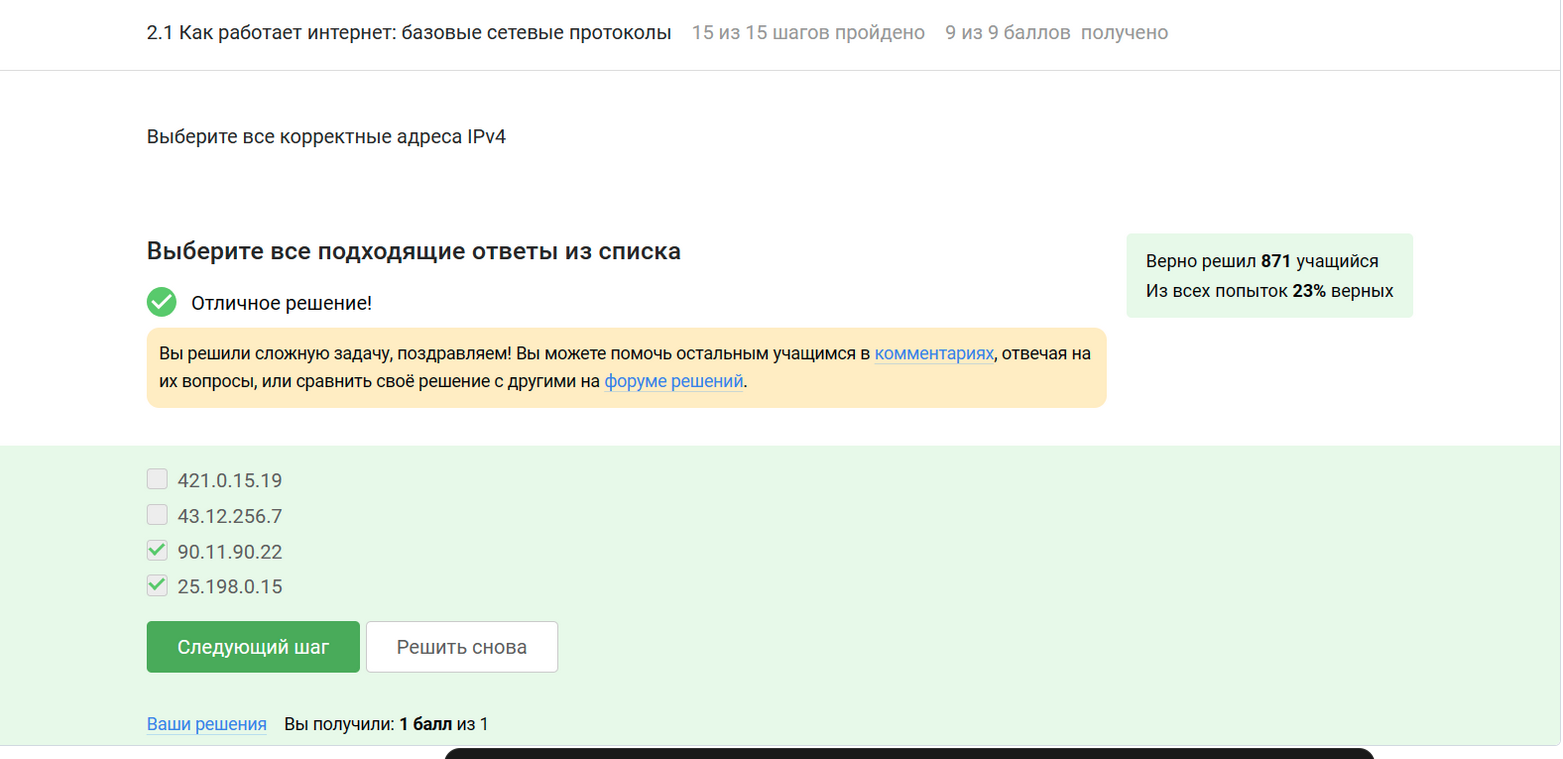 2.1 Как работает интернет: базовые сетевые протоколы 15 из 15 шагов пройдено 9 из 9 баллов получено
Выберите все корректные адреса IPv4
Выберите все подходящие ответы из списка
Верно решил 871 учащийся
Из всех попыток 23% верных
Отличное решение!
Вы решили сложную задачу, поздравляем! Вы можете помочь остальным учащимся в комментариях, отвечая на
их вопросы, или сравнить своё решение с другими на форуме решений.
421.0.15.19
43.12.256.7
90.11.90.22
25.198.0.15
Следующий шаг Решить снова
Ваши решения Вы получили: 1 балл из 1